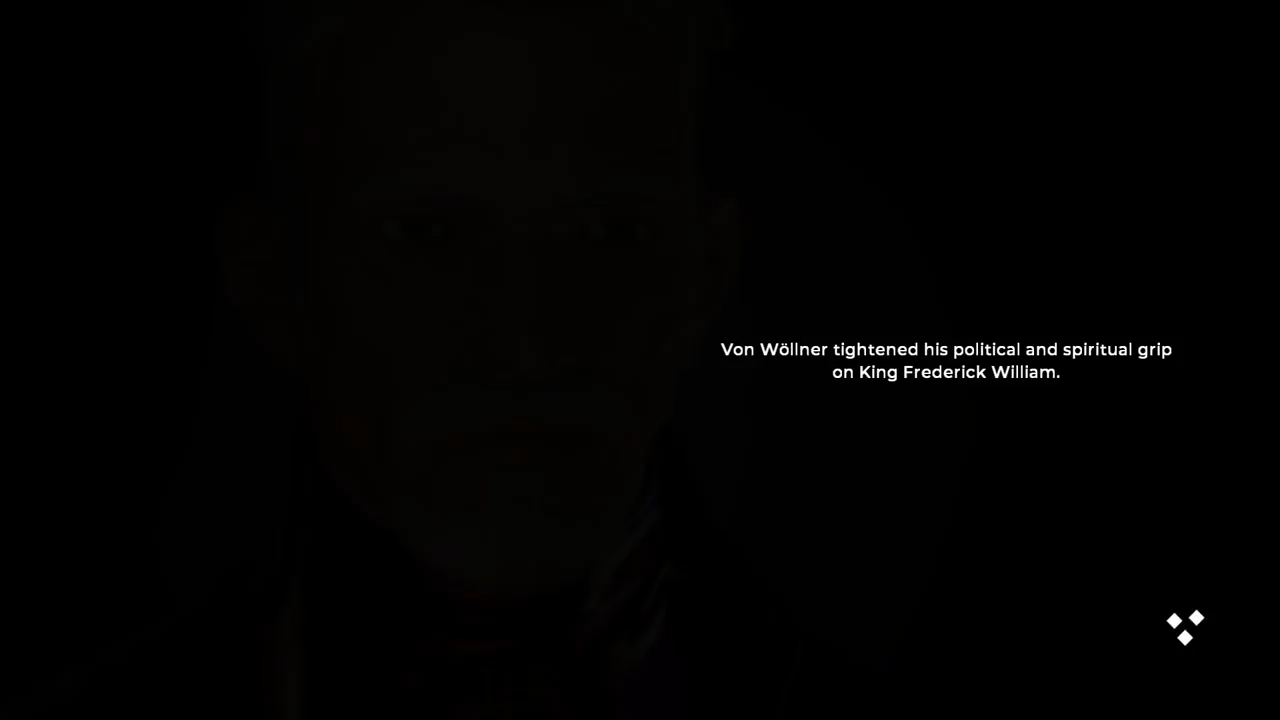 Von Wöllner tightened his political and spiritual grip
on King Frederick William.